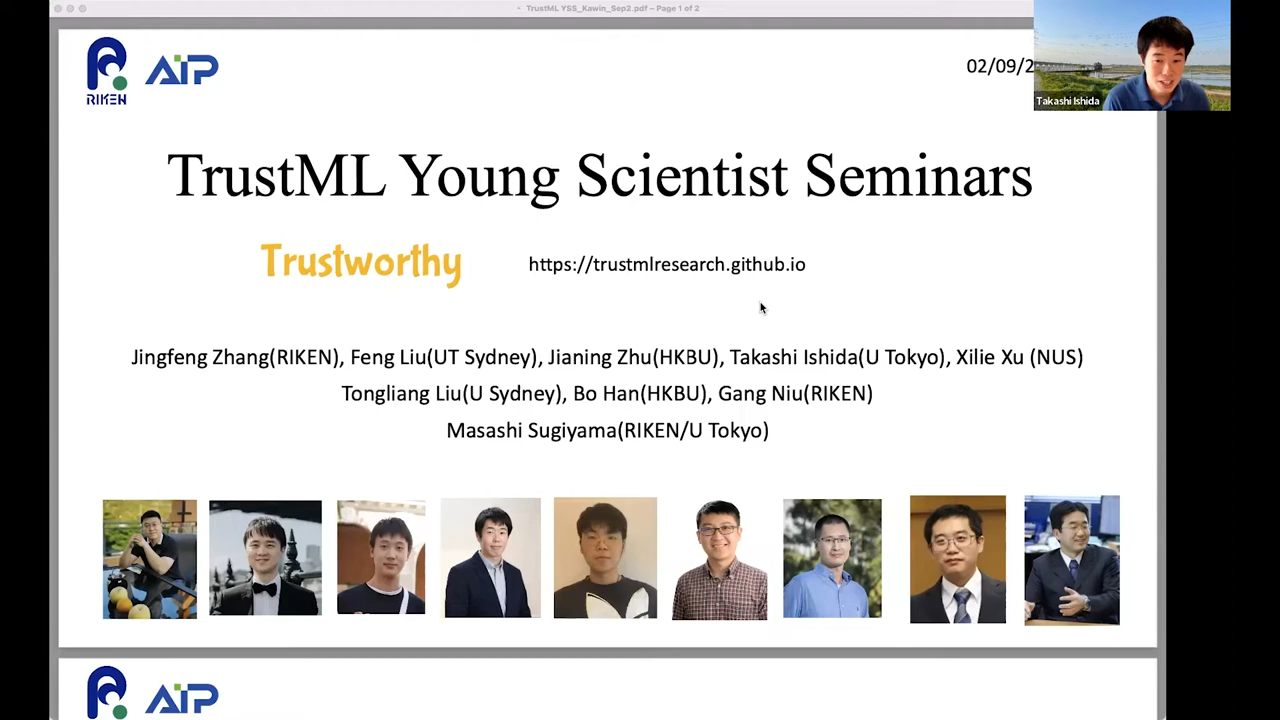 TrustML YSS_Kawin_Sep2.pdf – Page 1 of 2
RIKEN
AIP
02/09/2
Takashi Ishida
TrustML Young Scientist Seminars
Trustworthy
https://trustmlresearch.github.io
Jingfeng Zhang(RIKEN), Feng Liu(UT Sydney), Jianing Zhu(HKBU), Takashi Ishida(U Tokyo), Xilie Xu (NUS)
Tongliang Liu(U Sydney), Bo Han(HKBU), Gang Niu(RIKEN)
Masashi Sugiyama(RIKEN/U Tokyo)
AIP